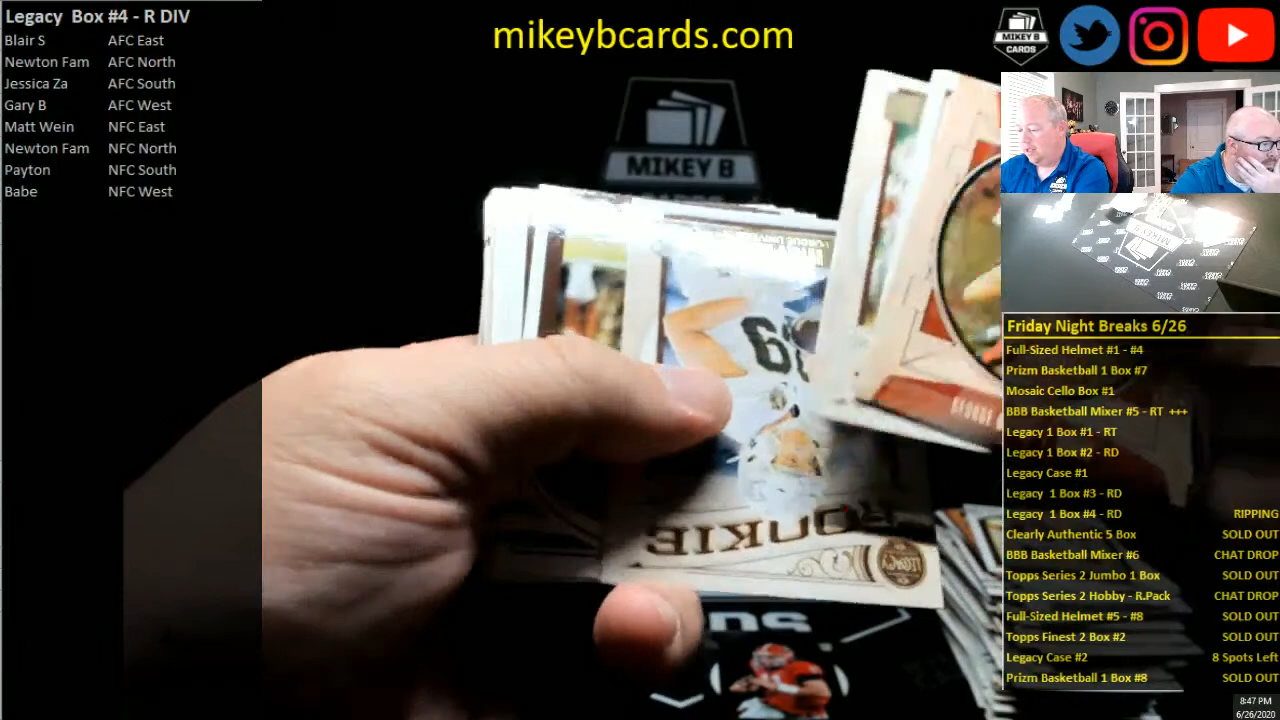 Legacy Box #4 - R DIV
Blair S AFC East
Newton Fam AFC North
Jessica Za AFC South
Gary B AFC West
Matt Wein NFC East
Newton Fam NFC North
Payton NFC South
Babe NFC West
mikeybcards.com
MIKEY B
CARDS
MIKEY B
69
ROUKIE
LEGACY
MIKEY B
Friday Night Breaks 6/26
Full-Sized Helmet #1 - #4
Prizm Basketball 1 Box #7
Mosaic Cello Box #1
BBB Basketball Mixer #5 - RT +++
Legacy 1 Box #1 - RT
Legacy 1 Box #2 - RD
Legacy Case #1
Legacy 1 Box #3 - RD
Legacy 1 Box #4 - RD RIPPING
Clearly Authentic 5 Box SOLD OUT
BBB Basketball Mixer #6 CHAT DROP
Topps Series 2 Jumbo 1 Box SOLD OUT
Topps Series 2 Hobby - R.Pack CHAT DROP
Full-Sized Helmet #5 - #8 SOLD OUT
Topps Finest 2 Box #2 SOLD OUT
Legacy Case #2 8 Spots Left
Prizm Basketball 1 Box #8 SOLD OUT
8:47 PM
6/26/2020